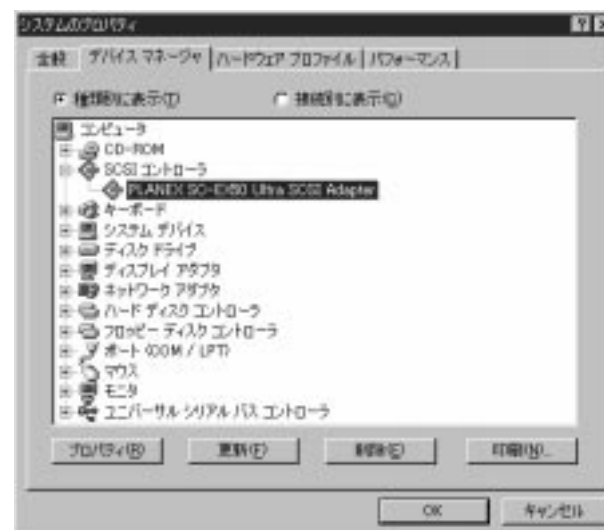 システムのプロパティ
全般 デバイス マネージャ ハードウェア プロファイル パフォーマンス
種類別に表示(T) 接続別に表示(C)
コンピュータ
CD-ROM
SCSI コントローラ
PLANEX SC-EX60 Ultra SCSI Adapter
キーボード
システム デバイス
ディスク ドライブ
ディスプレイ アダプタ
ネットワーク アダプタ
ハード ディスク コントローラ
フロッピー ディスク コントローラ
ポート (COM / LPT)
マウス
モニタ
ユニバーサル シリアル バス コントローラ
プロパティ(R) 更新(F) 削除(E) 印刷(N)...
OK キャンセル